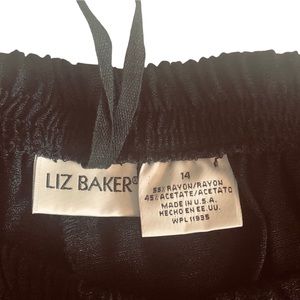 LIZ BAKER®
14
55% RAYON/RAYON
45% ACETATE/ACETATO
MADE IN U.S.A.
HECHO EN EE.UU.
WPL 11935